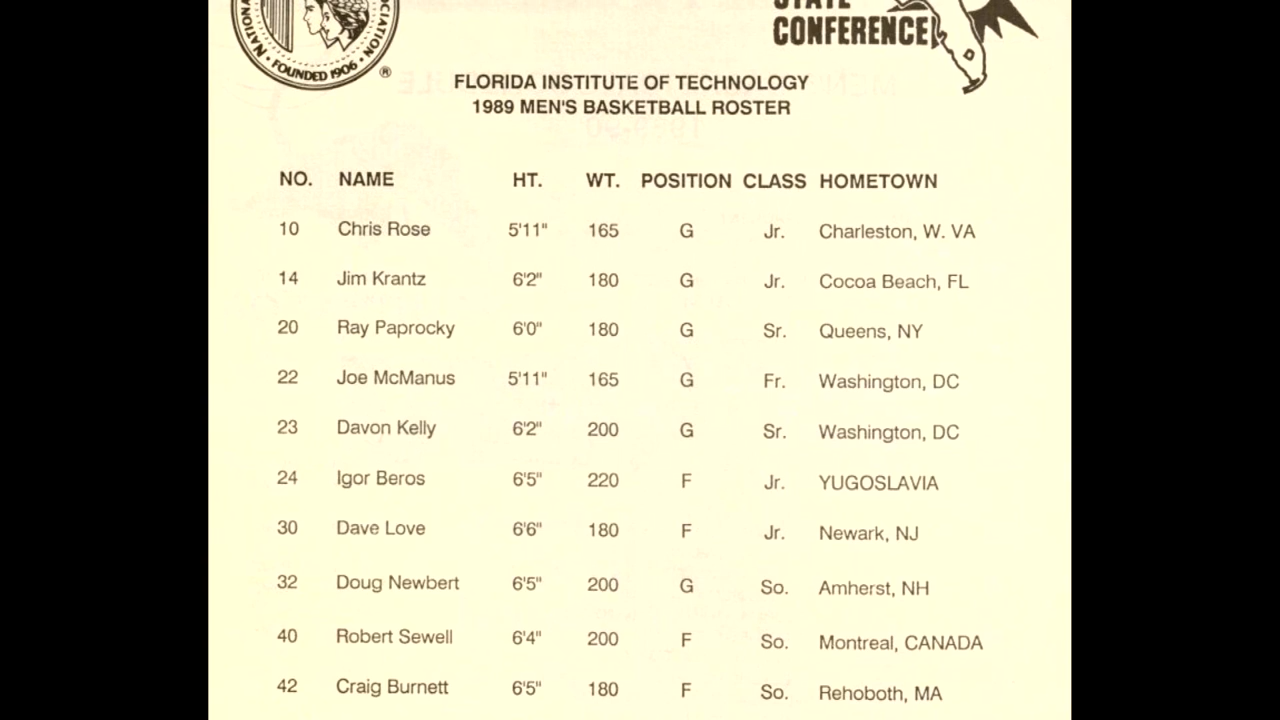 STATE
CONFERENCE
NATION
OCIATION
• FOUNDED 1906 •
®
D
FLORIDA INSTITUTE OF TECHNOLOGY
1989 MEN'S BASKETBALL ROSTER
NO. NAME HT. WT. POSITION CLASS HOMETOWN
10 Chris Rose 5'11" 165 G Jr. Charleston, W. VA
14 Jim Krantz 6'2" 180 G Jr. Cocoa Beach, FL
20 Ray Paprocky 6'0" 180 G Sr. Queens, NY
22 Joe McManus 5'11" 165 G Fr. Washington, DC
23 Davon Kelly 6'2" 200 G Sr. Washington, DC
24 Igor Beros 6'5" 220 F Jr. YUGOSLAVIA
30 Dave Love 6'6" 180 F Jr. Newark, NJ
32 Doug Newbert 6'5" 200 G So. Amherst, NH
40 Robert Sewell 6'4" 200 F So. Montreal, CANADA
42 Craig Burnett 6'5" 180 F So. Rehoboth, MA